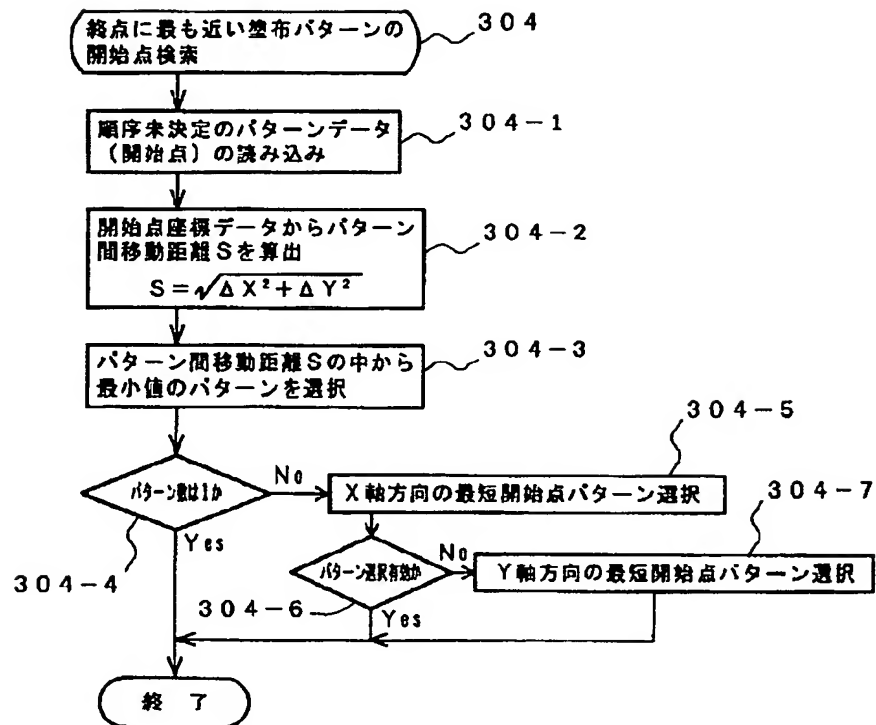 終点に最も近い塗布パターンの
開始点検索
304
順序未決定のパターンデータ
(開始点)の読み込み
304-1
開始点座標データからパターン
間移動距離Sを算出
S=√ΔX²+ΔY²
304-2
パターン間移動距離Sの中から
最小値のパターンを選択
304-3
パターン数は1か
No
Yes
304-4
X軸方向の最短開始点パターン選択
304-5
パターン選択有効か
No
Yes
304-6
Y軸方向の最短開始点パターン選択
304-7
終 了